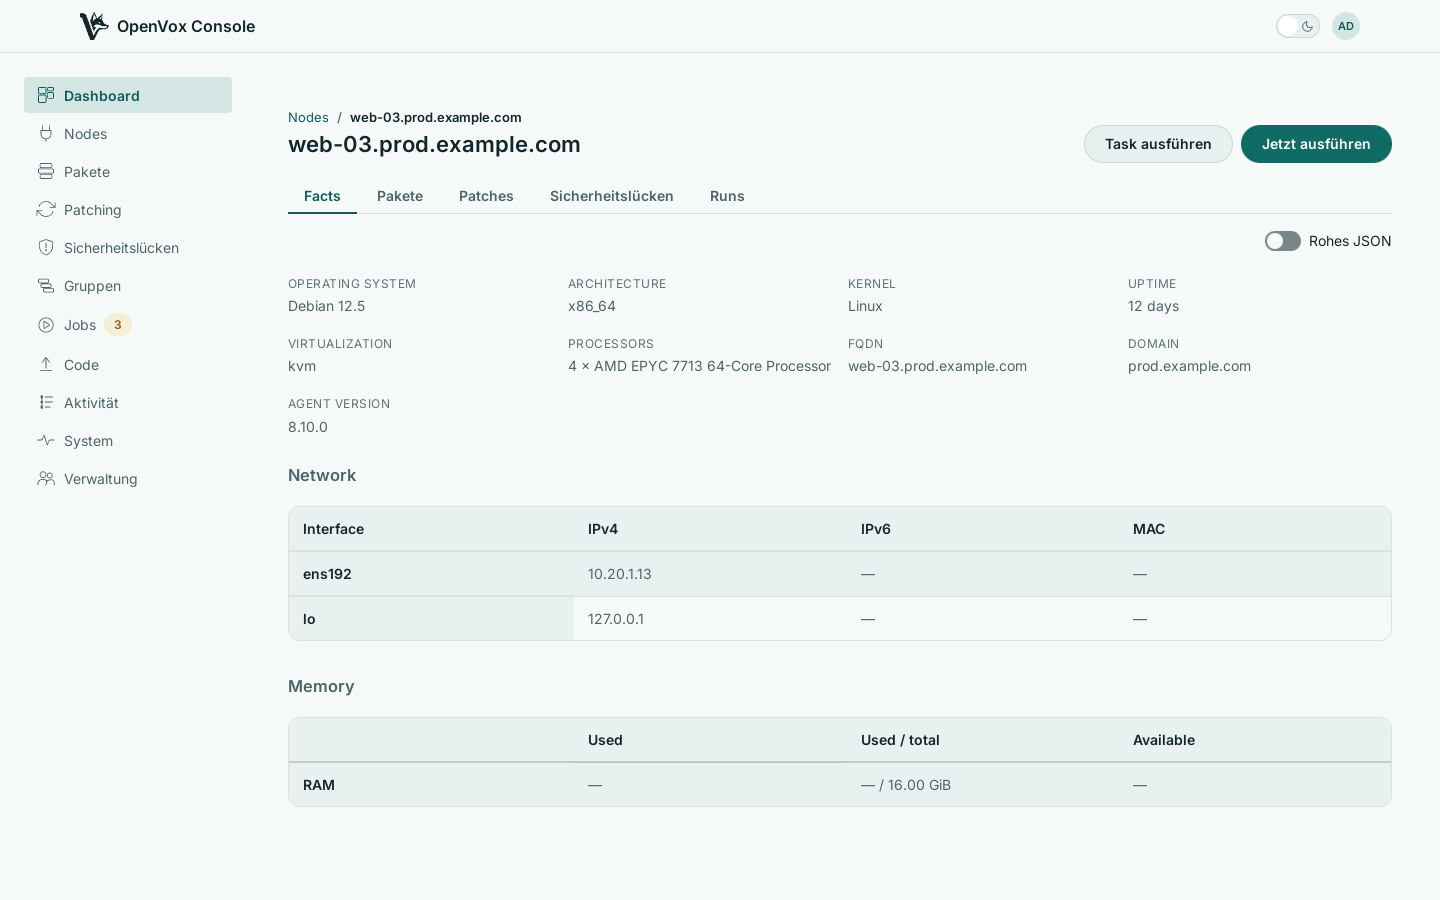 OpenVox Console
AD
Dashboard
Nodes
Pakete
Patching
Sicherheitslücken
Gruppen
Jobs 3
Code
Aktivität
System
Verwaltung
Nodes / web-03.prod.example.com
web-03.prod.example.com
Task ausführen Jetzt ausführen
Facts Pakete Patches Sicherheitslücken Runs
Rohes JSON
OPERATING SYSTEM ARCHITECTURE KERNEL UPTIME
Debian 12.5 x86_64 Linux 12 days
VIRTUALIZATION PROCESSORS FQDN DOMAIN
kvm 4 × AMD EPYC 7713 64-Core Processor web-03.prod.example.com prod.example.com
AGENT VERSION
8.10.0
Network
Interface IPv4 IPv6 MAC
ens192 10.20.1.13 — —
lo 127.0.0.1 — —
Memory
Used Used / total Available
RAM — — / 16.00 GiB —